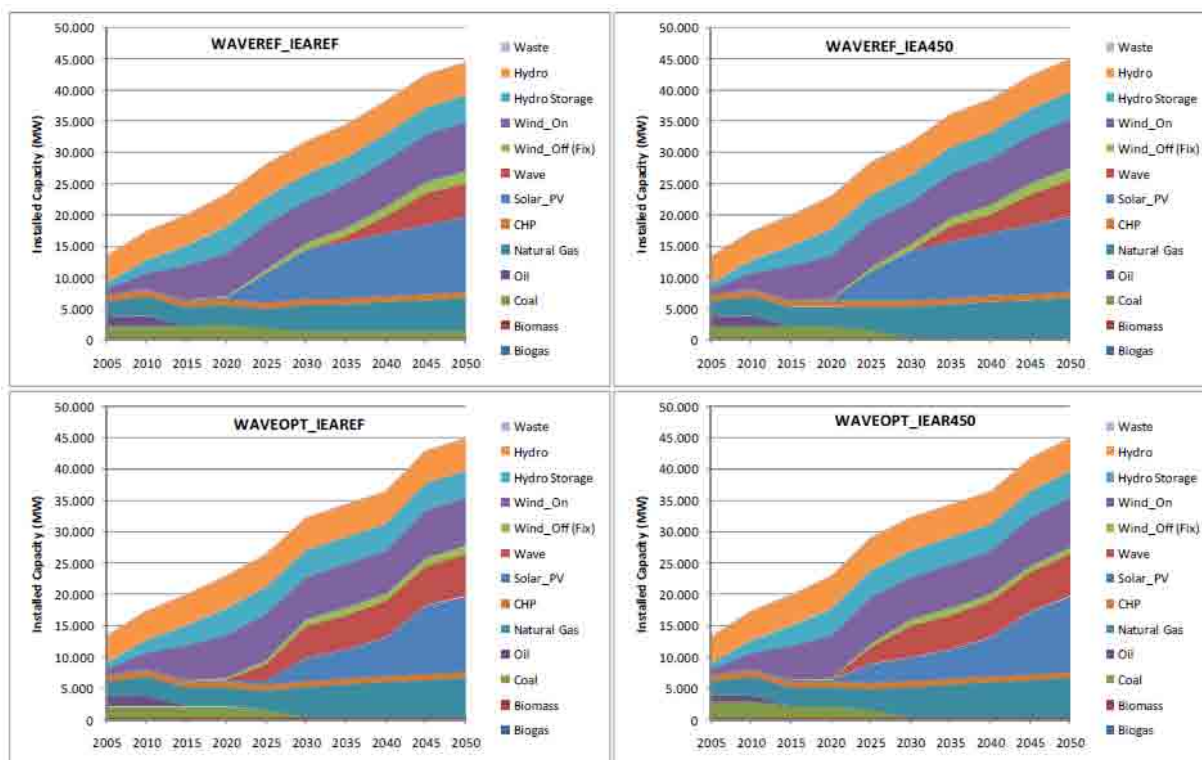 WAVEREF_IEAREF
Installed Capacity (MW)
50.000
45.000
40.000
35.000
30.000
25.000
20.000
15.000
10.000
5.000
0
2005 2010 2015 2020 2025 2030 2035 2040 2045 2050
Waste
Hydro
Hydro Storage
Wind_On
Wind_Off (Fix)
Wave
Solar_PV
CHP
Natural Gas
Oil
Coal
Biomass
Biogas
WAVEREF_IEA450
Installed Capacity (MW)
50.000
45.000
40.000
35.000
30.000
25.000
20.000
15.000
10.000
5.000
0
2005 2010 2015 2020 2025 2030 2035 2040 2045 2050
Waste
Hydro
Hydro Storage
Wind_On
Wind_Off (Fix)
Wave
Solar_PV
CHP
Natural Gas
Oil
Coal
Biomass
Biogas
WAVEOPT_IEAREF
Installed Capacity (MW)
50.000
45.000
40.000
35.000
30.000
25.000
20.000
15.000
10.000
5.000
0
2005 2010 2015 2020 2025 2030 2035 2040 2045 2050
Waste
Hydro
Hydro Storage
Wind_On
Wind_Off (Fix)
Wave
Solar_PV
CHP
Natural Gas
Oil
Coal
Biomass
Biogas
WAVEOPT_IEAR450
Installed Capacity (MW)
50.000
45.000
40.000
35.000
30.000
25.000
20.000
15.000
10.000
5.000
0
2005 2010 2015 2020 2025 2030 2035 2040 2045 2050
Waste
Hydro
Hydro Storage
Wind_On
Wind_Off (Fix)
Wave
Solar_PV
CHP
Natural Gas
Oil
Coal
Biomass
Biogas